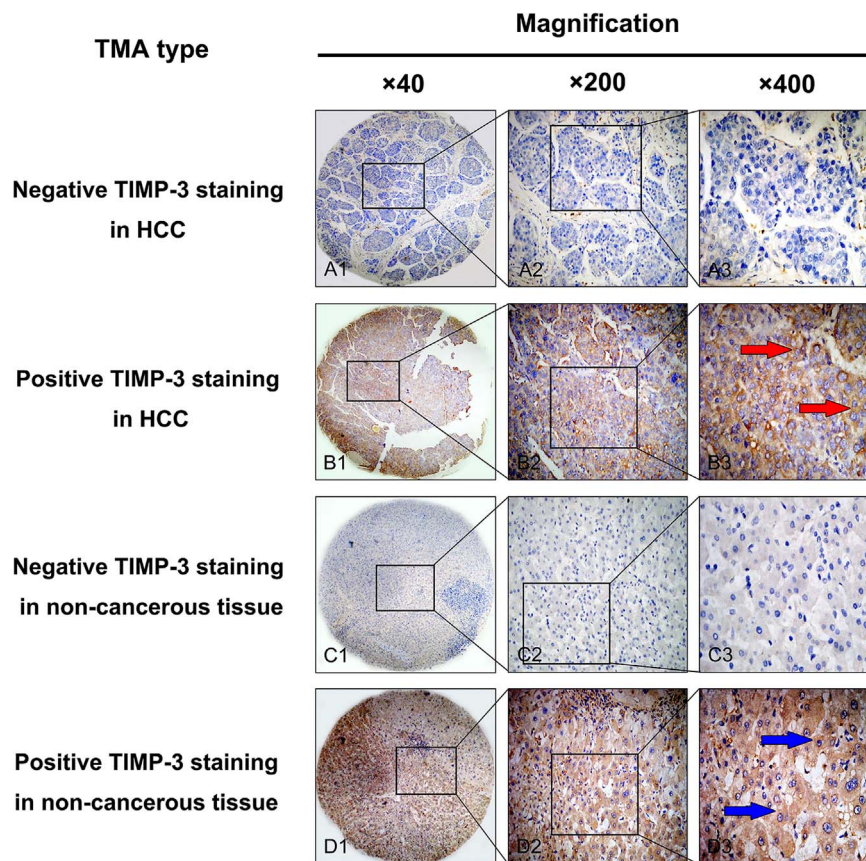 Magnification
TMA type
×40 ×200 ×400
Negative TIMP-3 staining
in HCC
A1 A2 A3
Positive TIMP-3 staining
in HCC
B1 B2 B3
Negative TIMP-3 staining
in non-cancerous tissue
C1 C2 C3
Positive TIMP-3 staining
in non-cancerous tissue
D1 D2 D3